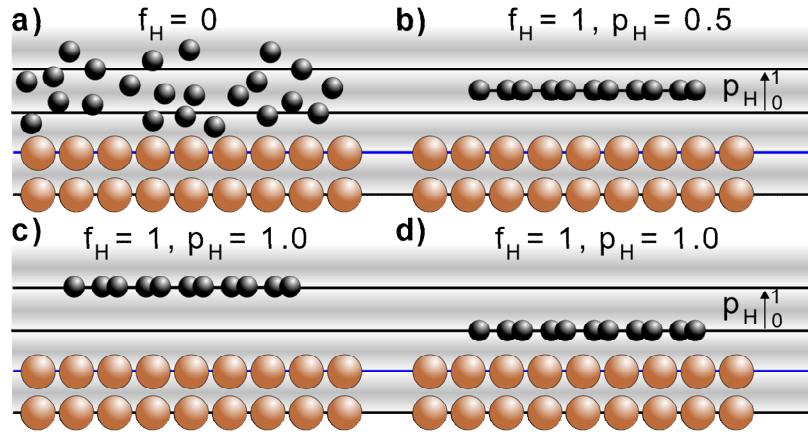 a) f_H = 0
b) f_H = 1, p_H = 0.5
p_H 1 0
c) f_H = 1, p_H = 1.0
d) f_H = 1, p_H = 1.0
p_H 1 0